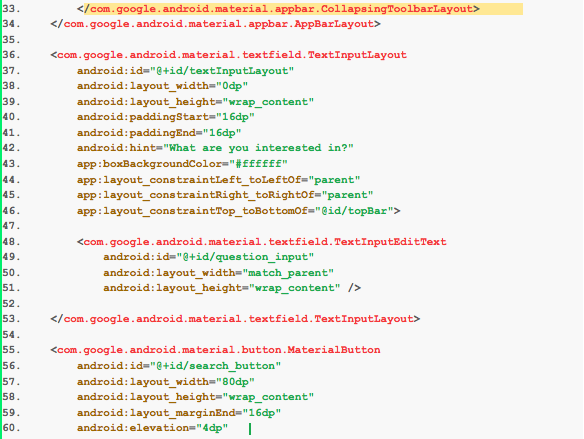 33.        </com.google.android.material.appbar.CollapsingToolbarLayout>
34.    </com.google.android.material.appbar.AppBarLayout>
35.
36.    <com.google.android.material.textfield.TextInputLayout
37.        android:id="@+id/textInputLayout"
38.        android:layout_width="0dp"
39.        android:layout_height="wrap_content"
40.        android:paddingStart="16dp"
41.        android:paddingEnd="16dp"
42.        android:hint="What are you interested in?"
43.        app:boxBackgroundColor="#ffffff"
44.        app:layout_constraintLeft_toLeftOf="parent"
45.        app:layout_constraintRight_toRightOf="parent"
46.        app:layout_constraintTop_toBottomOf="@id/topBar">
47.
48.        <com.google.android.material.textfield.TextInputEditText
49.            android:id="@+id/question_input"
50.            android:layout_width="match_parent"
51.            android:layout_height="wrap_content" />
52.
53.    </com.google.android.material.textfield.TextInputLayout>
54.
55.    <com.google.android.material.button.MaterialButton
56.        android:id="@+id/search_button"
57.        android:layout_width="80dp"
58.        android:layout_height="wrap_content"
59.        android:layout_marginEnd="16dp"
60.        android:elevation="4dp"